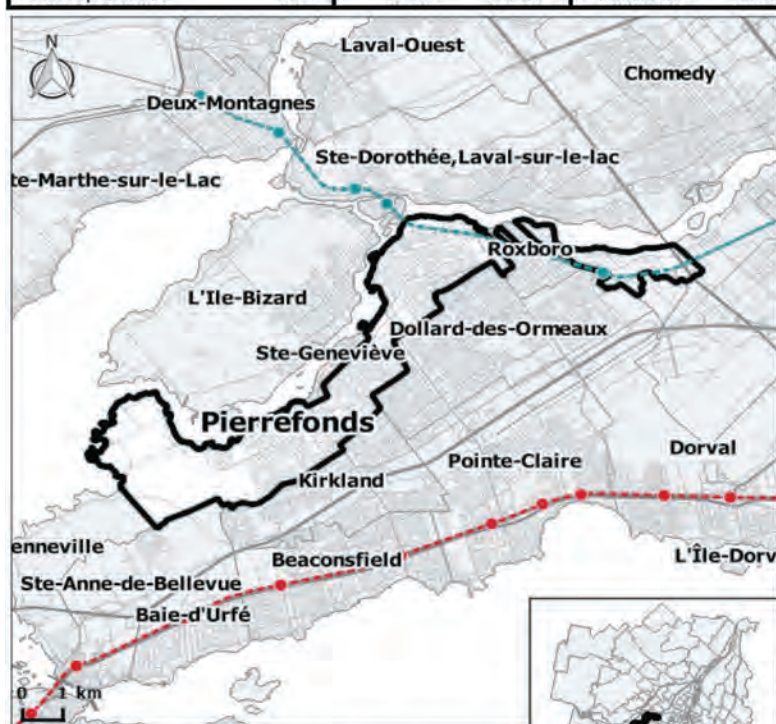 N
Laval-Ouest
Chomedy
Deux-Montagnes
Ste-Dorothée,Laval-sur-le-lac
te-Marthe-sur-le-Lac
Roxboro
L'Ile-Bizard
Dollard-des-Ormeaux
Ste-Geneviève
Pierrefonds
Dorval
Pointe-Claire
Kirkland
enneville
Beaconsfield
L'Île-Dorv
Ste-Anne-de-Bellevue
Baie-d'Urfé
0 1 km